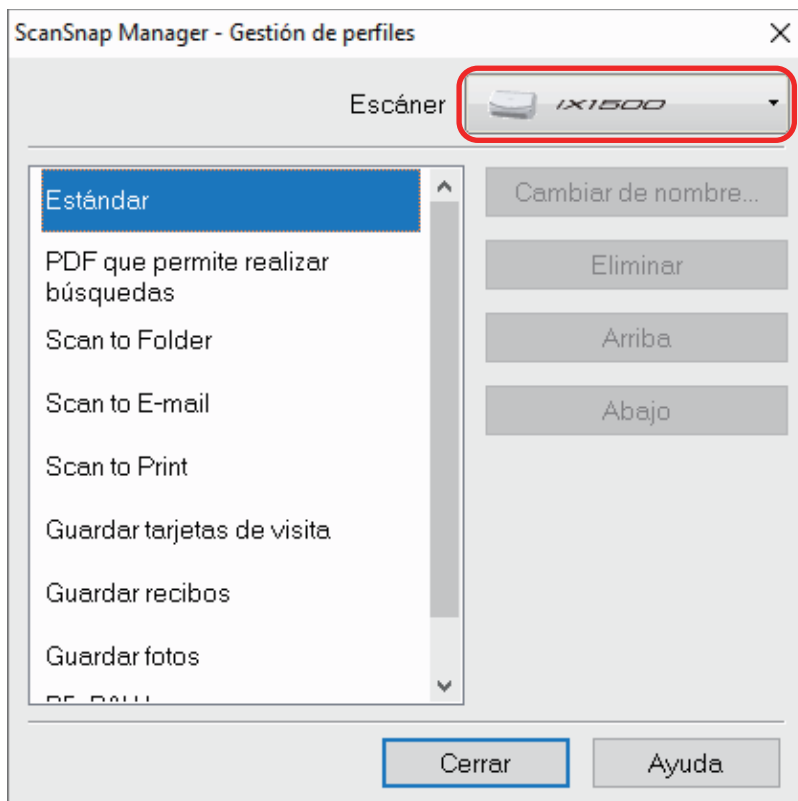 ScanSnap Manager - Gestión de perfiles
Escáner
iX1500
Estándar
Cambiar de nombre...
PDF que permite realizar
búsquedas
Eliminar
Scan to Folder
Arriba
Scan to E-mail
Abajo
Scan to Print
Guardar tarjetas de visita
Guardar recibos
Guardar fotos
Cerrar
Ayuda